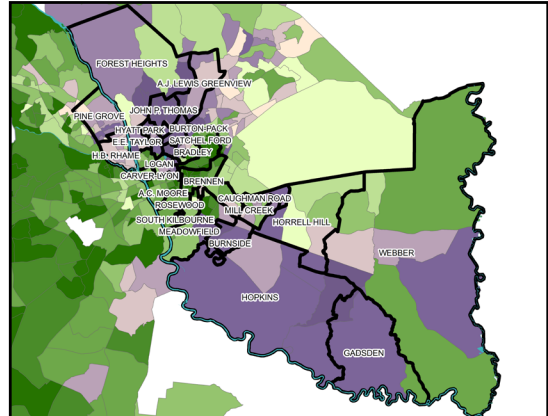 FOREST HEIGHTS
A.J. LEWIS GREENVIEW
JOHN P. THOMAS
PINE GROVE
HYATT PARK
BURTON-PACK
E.E. TAYLOR
SATCHEL FORD
H.B. RHAME
BRADLEY
LOGAN
CARVER-LYON
BRENNEN
A.C. MOORE
CAUGHMAN ROAD
ROSEWOOD
MILL CREEK
SOUTH KILBOURNE
HORRELL HILL
MEADOWFIELD
BURNSIDE
WEBBER
HOPKINS
GADSDEN